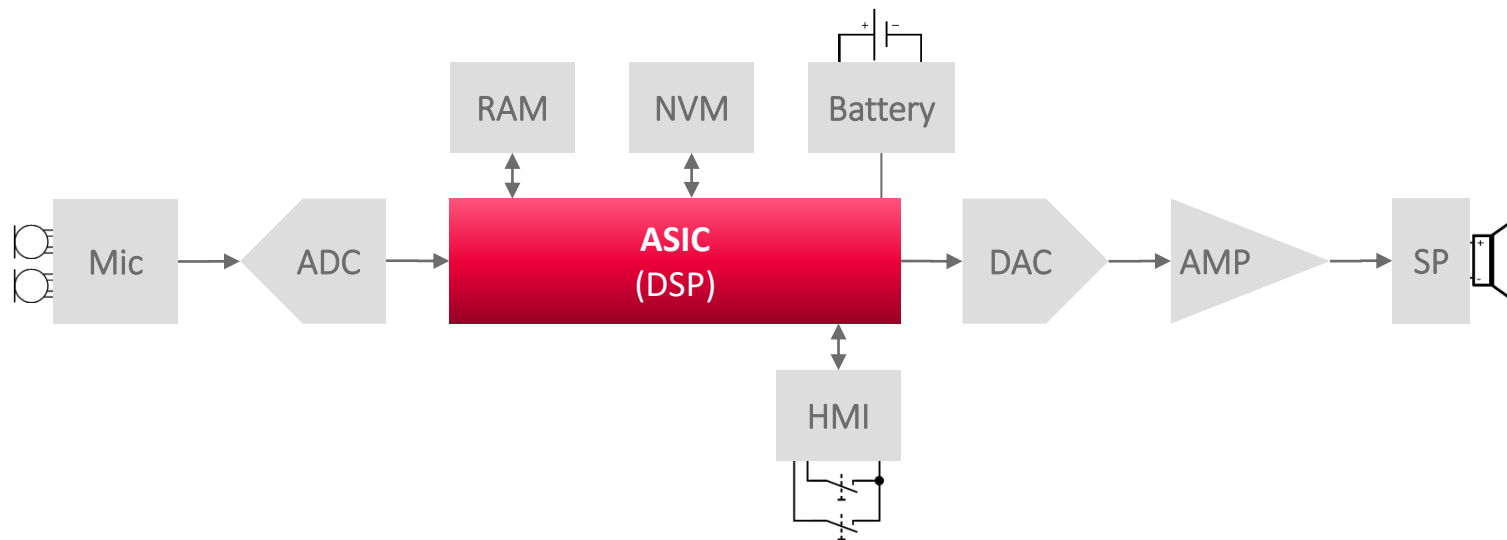 + −
RAM
NVM
Battery
Mic
ADC
ASIC
(DSP)
DAC
AMP
SP
+
-
HMI